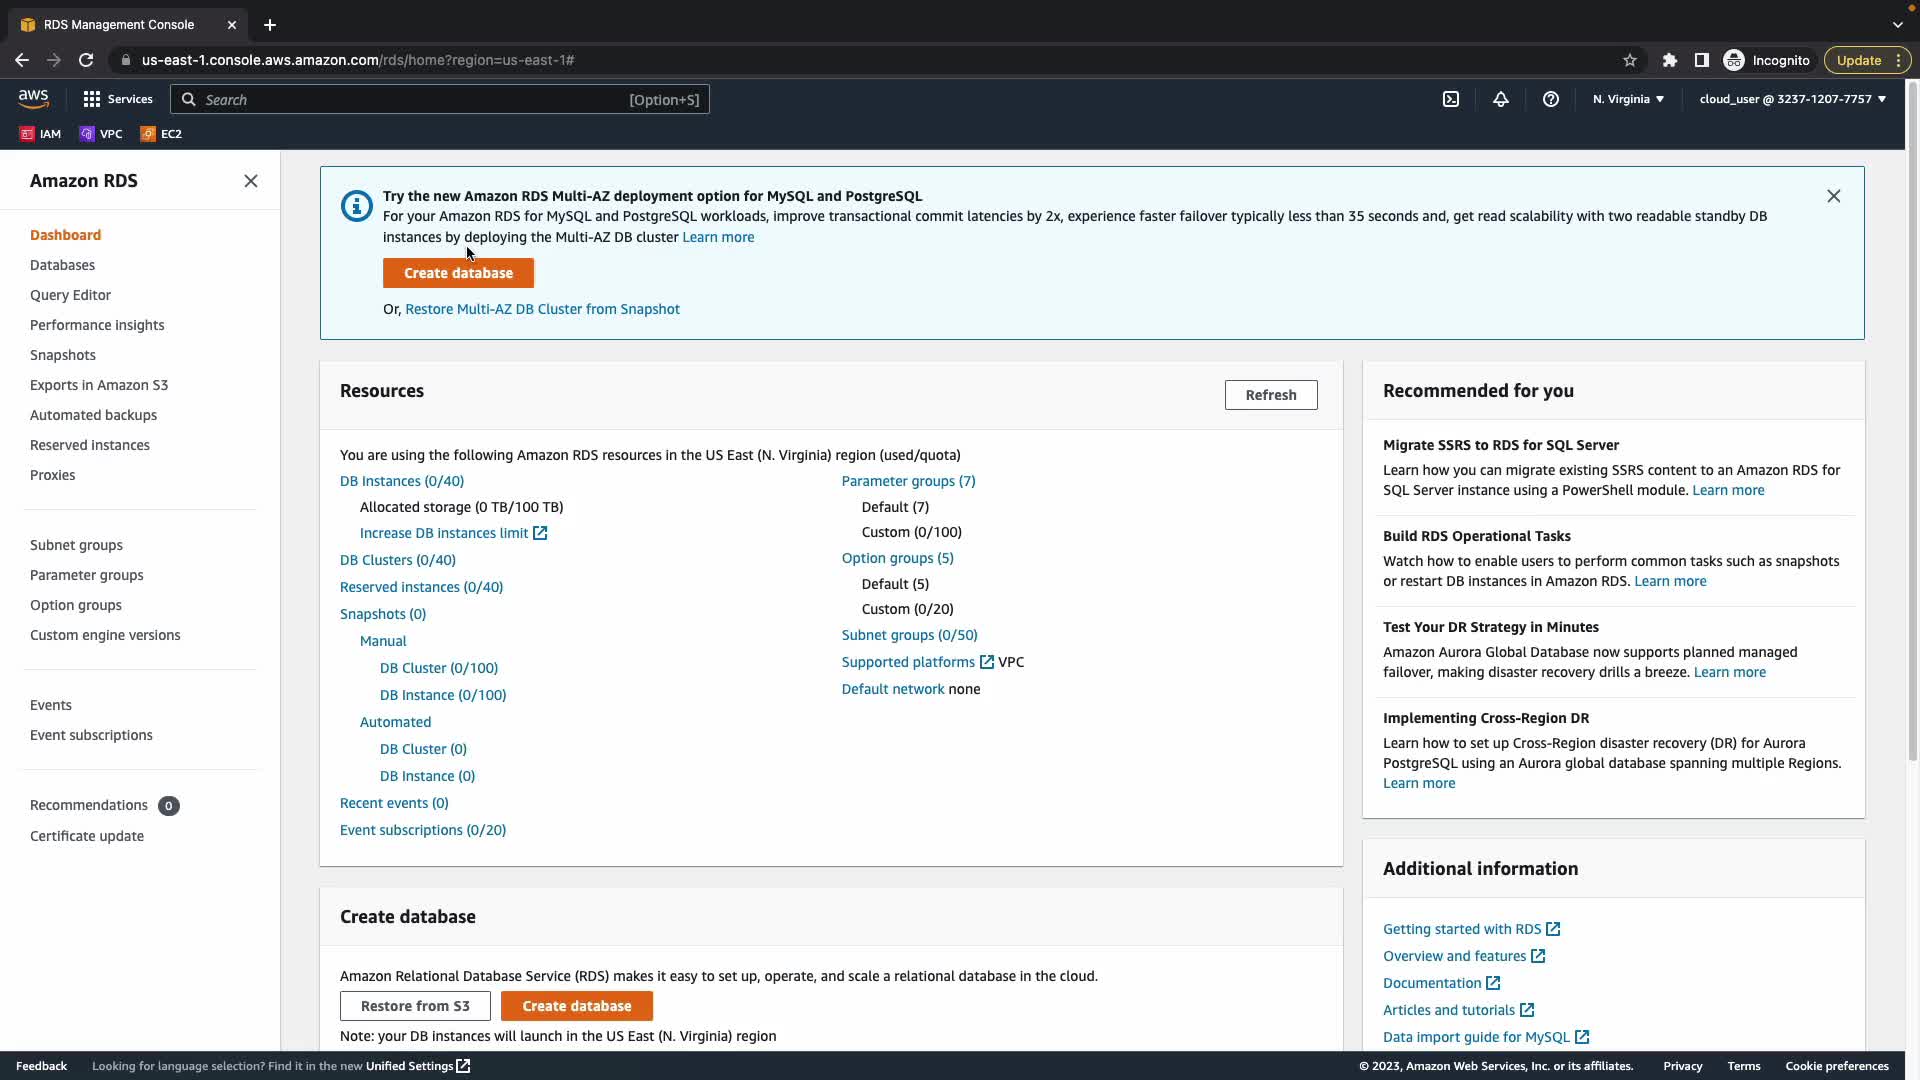 RDS Management Console
us-east-1.console.aws.amazon.com/rds/home?region=us-east-1#
Incognito
Update
aws
Services
Search
[Option+S]
N. Virginia
cloud_user @ 3237-1207-7757
IAM
VPC
EC2
Amazon RDS
Dashboard
Databases
Query Editor
Performance insights
Snapshots
Exports in Amazon S3
Automated backups
Reserved instances
Proxies
Subnet groups
Parameter groups
Option groups
Custom engine versions
Events
Event subscriptions
Recommendations 0
Certificate update
Try the new Amazon RDS Multi-AZ deployment option for MySQL and PostgreSQL
For your Amazon RDS for MySQL and PostgreSQL workloads, improve transactional commit latencies by 2x, experience faster failover typically less than 35 seconds and, get read scalability with two readable standby DB
instances by deploying the Multi-AZ DB cluster Learn more
Create database
Or, Restore Multi-AZ DB Cluster from Snapshot
Resources
Refresh
You are using the following Amazon RDS resources in the US East (N. Virginia) region (used/quota)
DB Instances (0/40)
Allocated storage (0 TB/100 TB)
Increase DB instances limit
DB Clusters (0/40)
Reserved instances (0/40)
Snapshots (0)
Manual
DB Cluster (0/100)
DB Instance (0/100)
Automated
DB Cluster (0)
DB Instance (0)
Recent events (0)
Event subscriptions (0/20)
Parameter groups (7)
Default (7)
Custom (0/100)
Option groups (5)
Default (5)
Custom (0/20)
Subnet groups (0/50)
Supported platforms VPC
Default network none
Create database
Amazon Relational Database Service (RDS) makes it easy to set up, operate, and scale a relational database in the cloud.
Restore from S3
Create database
Note: your DB instances will launch in the US East (N. Virginia) region
Recommended for you
Migrate SSRS to RDS for SQL Server
Learn how you can migrate existing SSRS content to an Amazon RDS for
SQL Server instance using a PowerShell module. Learn more
Build RDS Operational Tasks
Watch how to enable users to perform common tasks such as snapshots
or restart DB instances in Amazon RDS. Learn more
Test Your DR Strategy in Minutes
Amazon Aurora Global Database now supports planned managed
failover, making disaster recovery drills a breeze. Learn more
Implementing Cross-Region DR
Learn how to set up Cross-Region disaster recovery (DR) for Aurora
PostgreSQL using an Aurora global database spanning multiple Regions.
Learn more
Additional information
Getting started with RDS
Overview and features
Documentation
Articles and tutorials
Data import guide for MySQL
Feedback
Looking for language selection? Find it in the new Unified Settings
© 2023, Amazon Web Services, Inc. or its affiliates.
Privacy
Terms
Cookie preferences